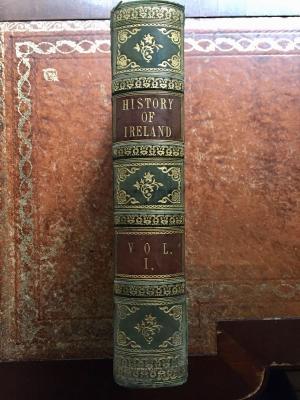 HISTORY
OF
IRELAND
VOL.
I.